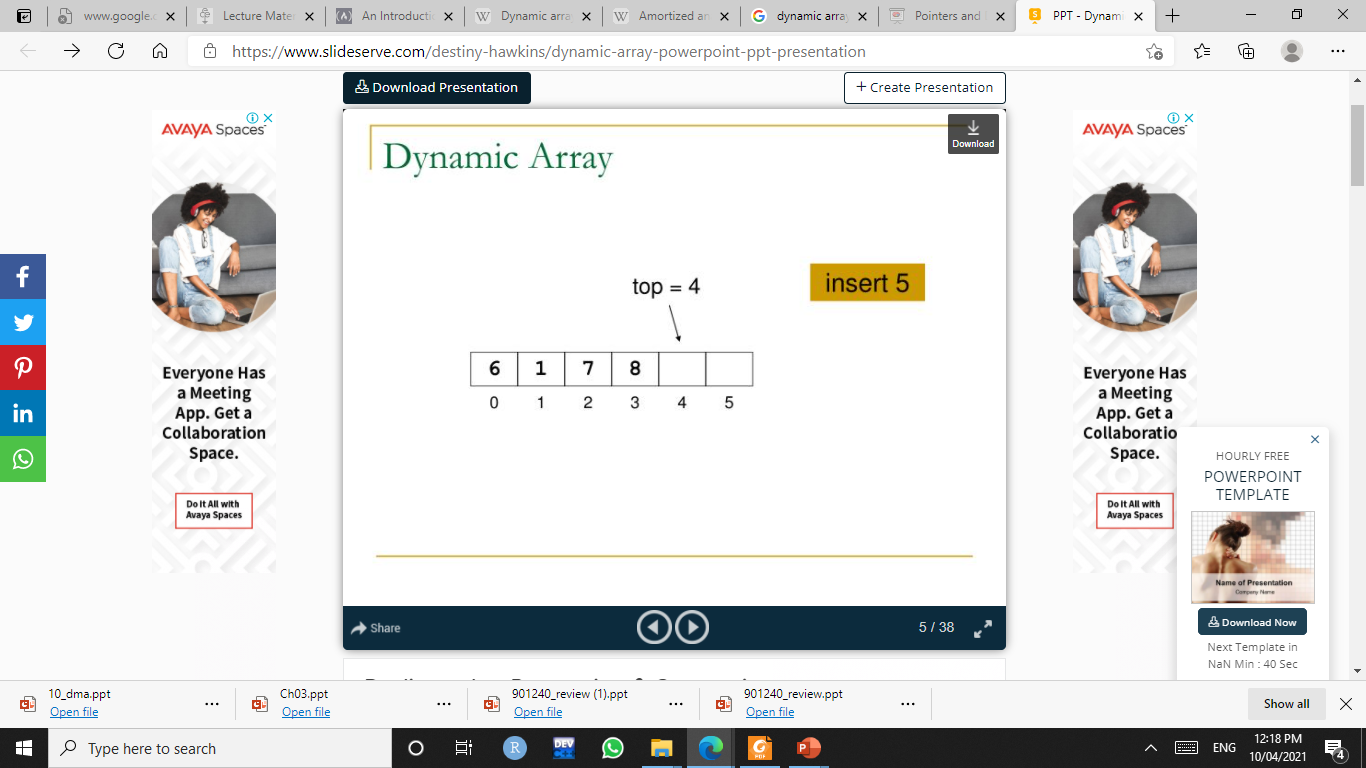 www.google.c
Lecture Mate
An Introducti
Dynamic arra
Amortized an
dynamic array
Pointers and
PPT - Dynam
https://www.slideserve.com/destiny-hawkins/dynamic-array-powerpoint-ppt-presentation
Download Presentation
+ Create Presentation
AVAYA Spaces
Everyone Has
a Meeting
App. Get a
Collaboration
Space.
Do It All with
Avaya Spaces
Download
Dynamic Array
top = 4
insert 5
6 1 7 8
0 1 2 3 4 5
Share
5 / 38
AVAYA Spaces
Everyone Has
a Meeting
App. Get a
Collaboratio
Space.
Do It All with
Avaya Spaces
HOURLY FREE
POWERPOINT
TEMPLATE
Name of Presentation
Company Name
Download Now
Next Template in
NaN Min : 40 Sec
10_dma.ppt
Open file
Ch03.ppt
Open file
901240_review (1).ppt
Open file
901240_review.ppt
Open file
Show all
Type here to search
R
DEV
PDF
P
ENG
12:18 PM
10/04/2021
4